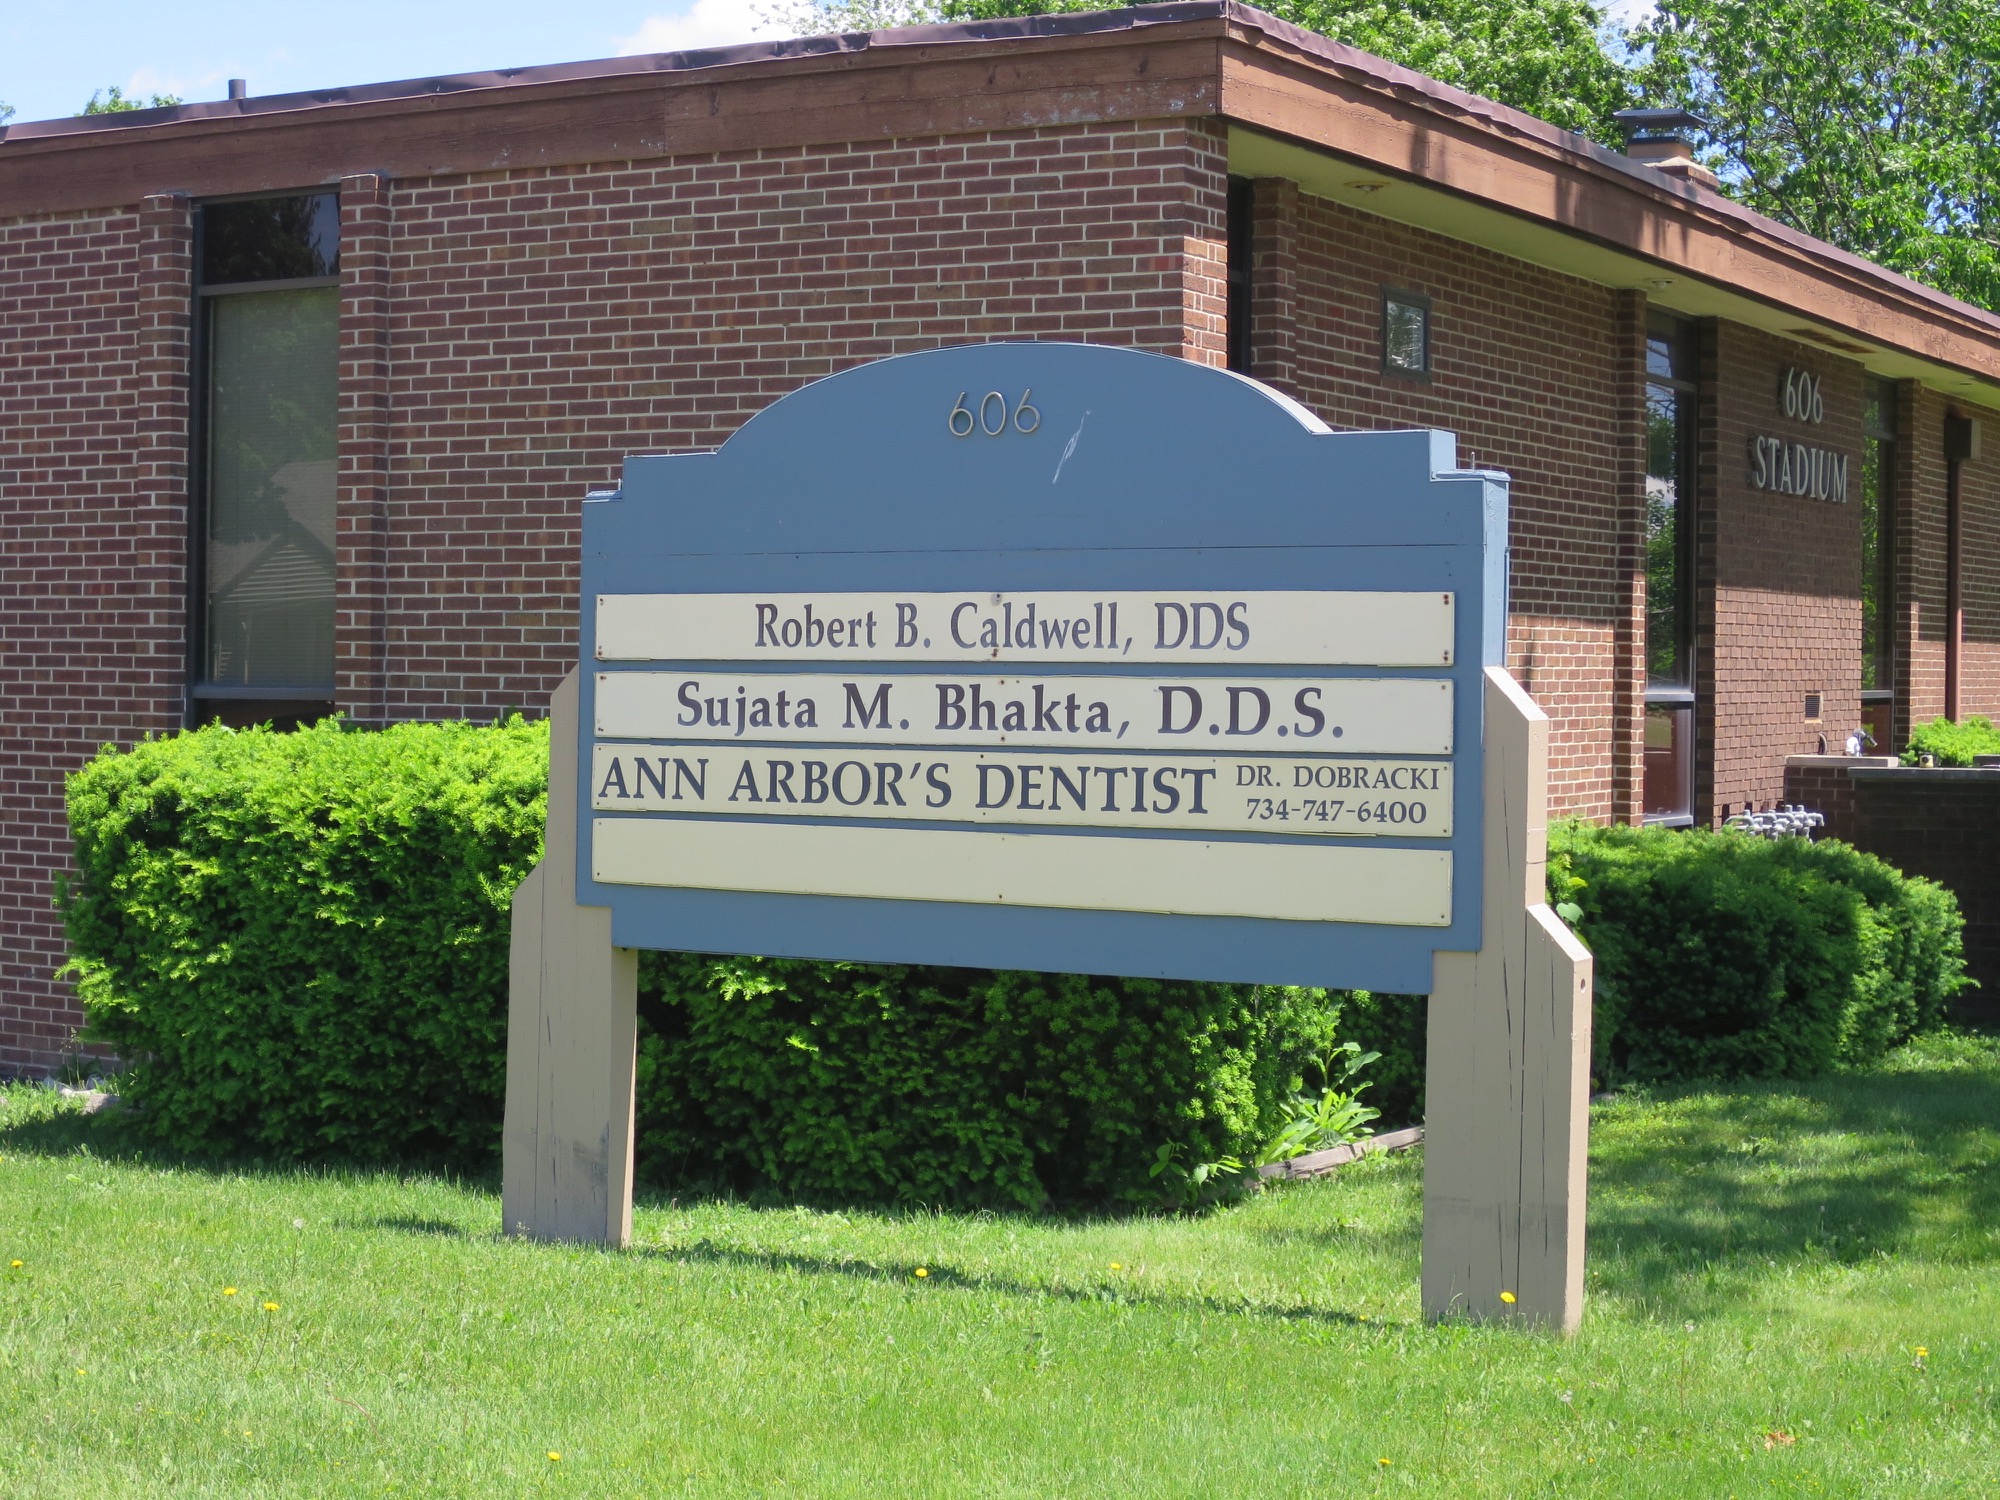 606
Robert B. Caldwell, DDS
Sujata M. Bhakta, D.D.S.
ANN ARBOR'S DENTIST
DR. DOBRACKI
734-747-6400
606
STADIUM